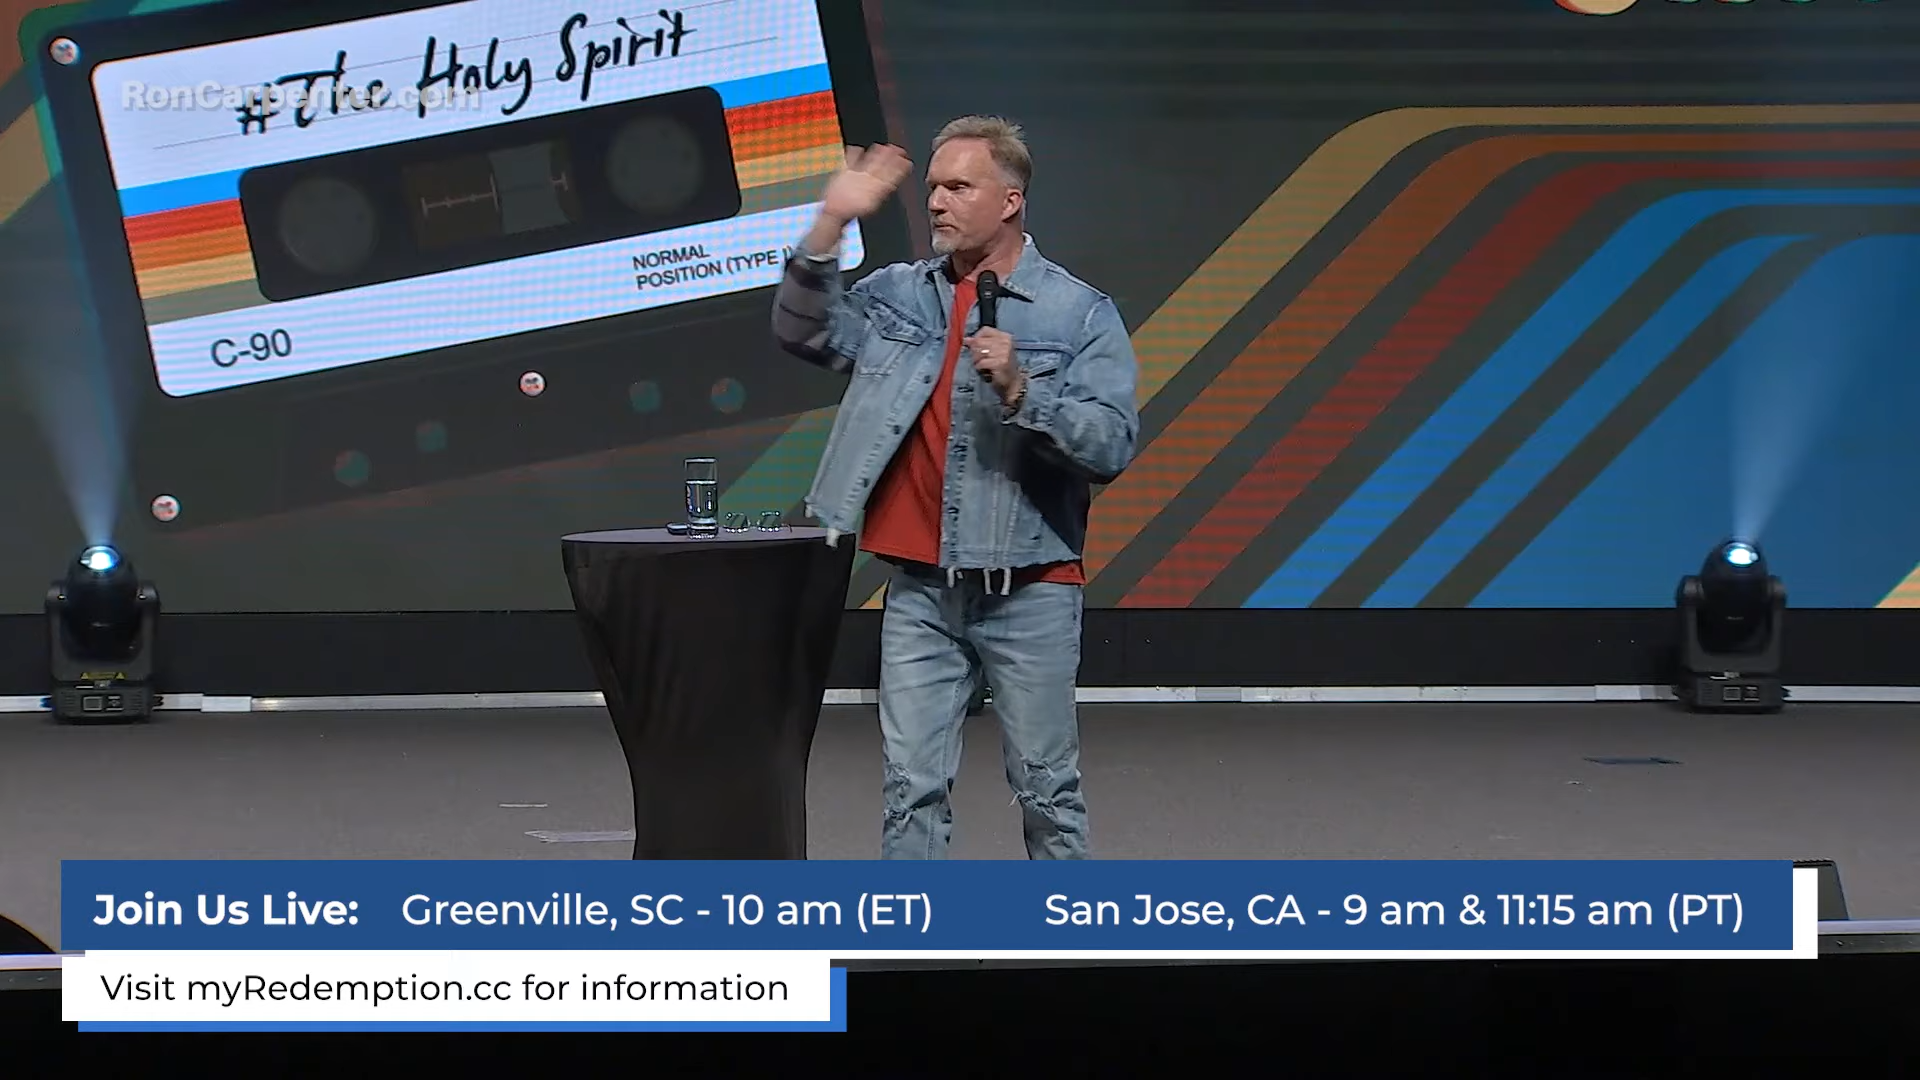 #The Holy Spirit
RonCarpenter.com
NORMAL
POSITION (TYPE I)
C-90
Join Us Live: Greenville, SC - 10 am (ET) San Jose, CA - 9 am & 11:15 am (PT)
Visit myRedemption.cc for information